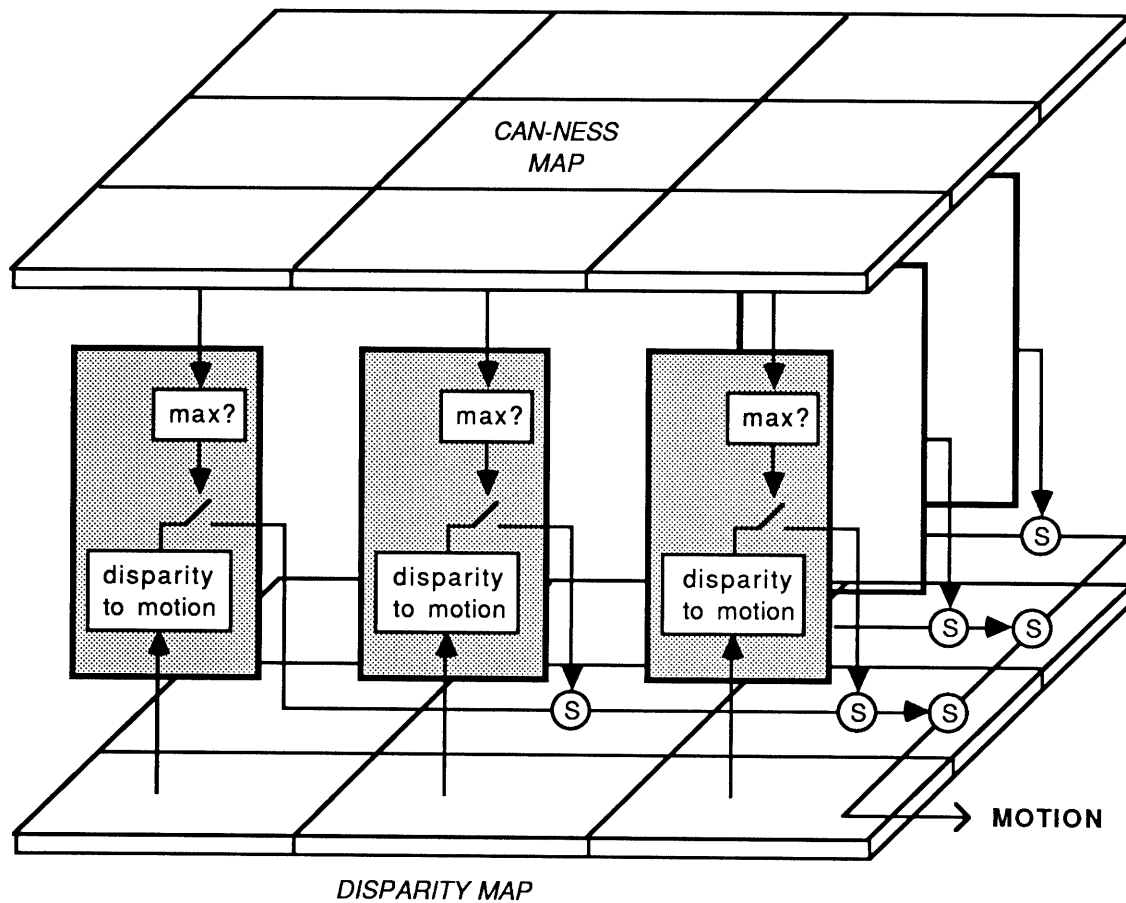 CAN-NESS
MAP
max?
max?
max?
S
disparity
to motion
disparity
to motion
disparity
to motion
S
S
S
S
S
MOTION
DISPARITY MAP